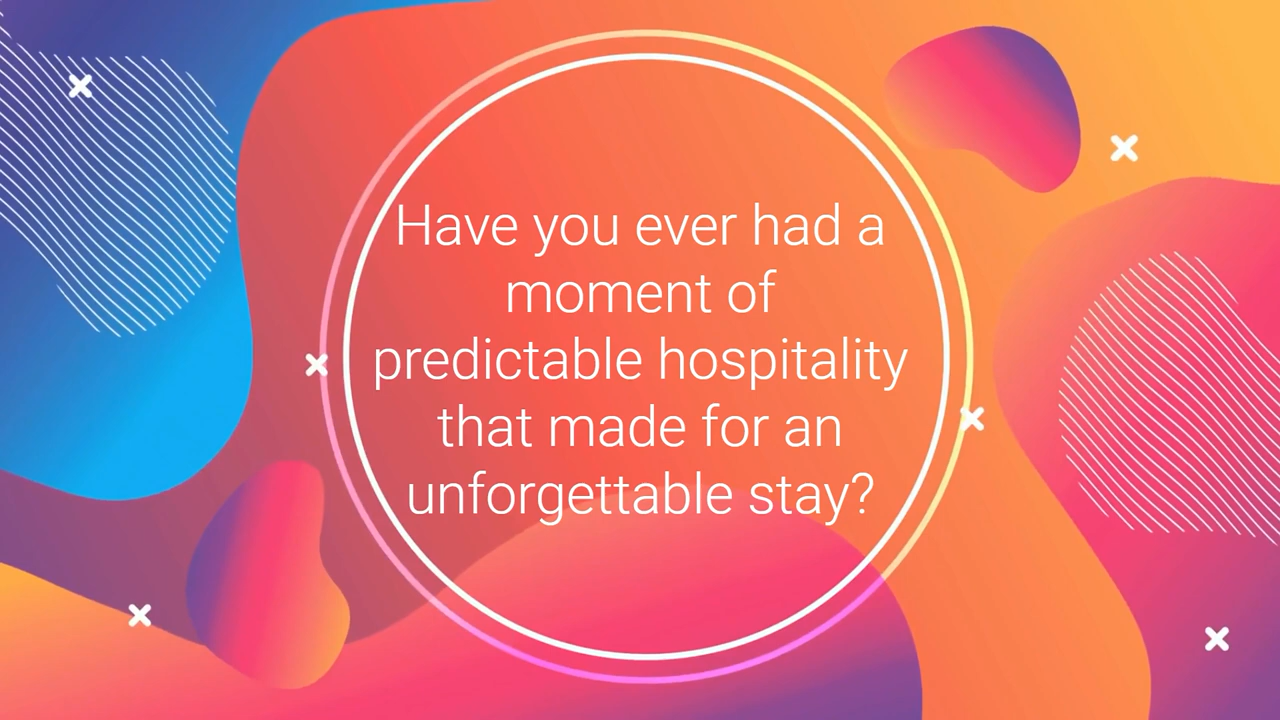 Have you ever had a
moment of
predictable hospitality
that made for an
unforgettable stay?